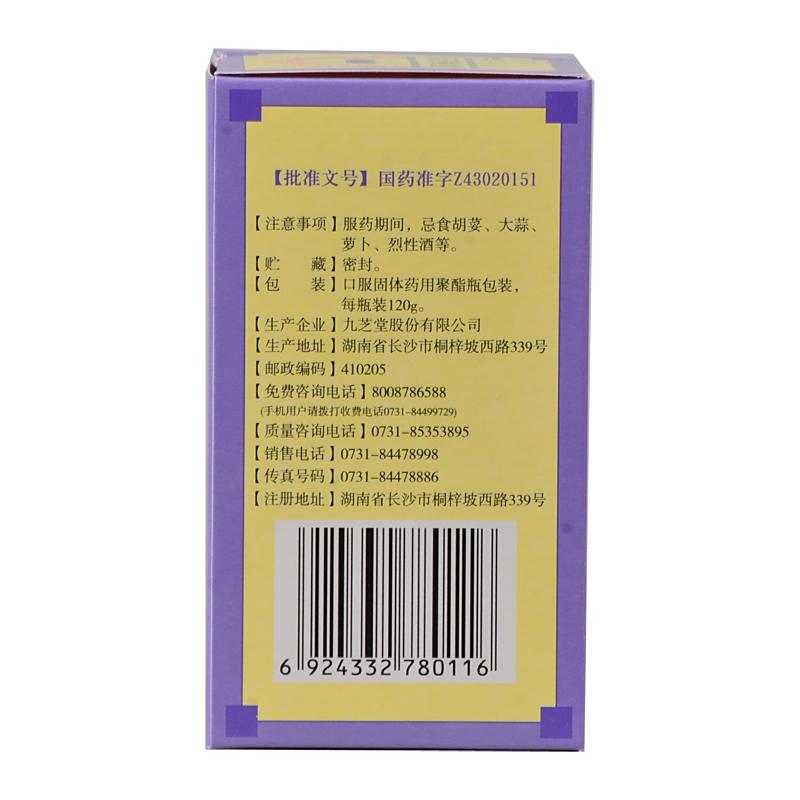 【批准文号】国药准字Z43020151
【注意事项】服药期间，忌食胡荽、大蒜、
萝卜、烈性酒等。
【贮 藏】密封。
【包 装】口服固体药用聚酯瓶包装，
每瓶装120g。
【生产企业】九芝堂股份有限公司
【生产地址】湖南省长沙市桐梓坡西路339号
【邮政编码】410205
【免费咨询电话】8008786588
(手机用户请拨打收费电话0731-84499729)
【质量咨询电话】0731-85353895
【销售电话】0731-84478998
【传真号码】0731-84478886
【注册地址】湖南省长沙市桐梓坡西路339号
6 924332 780116